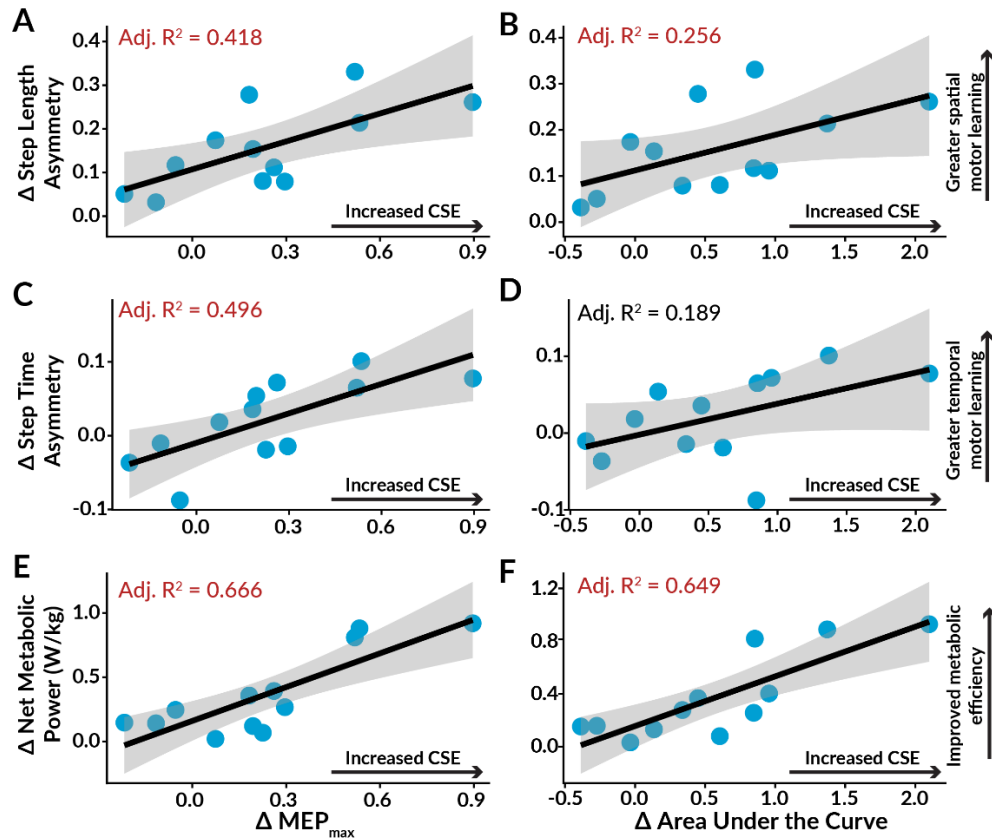 A
Adj. R² = 0.418
Δ Step Length
Asymmetry
0.4
0.3
0.2
0.1
0.0
Increased CSE
0.0
0.3
0.6
0.9
B
Adj. R² = 0.256
0.4
0.3
0.2
0.1
0.0
Increased CSE
-0.5
0.0
0.5
1.0
1.5
2.0
Greater spatial
motor learning
C
Adj. R² = 0.496
Δ Step Time
Asymmetry
0.1
0.0
-0.1
Increased CSE
0.0
0.3
0.6
0.9
D
Adj. R² = 0.189
0.1
0.0
-0.1
Increased CSE
-0.5
0.0
0.5
1.0
1.5
2.0
Greater temporal
motor learning
E
Adj. R² = 0.666
Δ Net Metabolic
Power (W/kg)
1.0
0.5
0.0
Increased CSE
0.0
0.3
0.6
0.9
Δ MEPmax
F
Adj. R² = 0.649
1.2
0.8
0.4
0.0
Increased CSE
-0.5
0.0
0.5
1.0
1.5
2.0
Δ Area Under the Curve
Improved metabolic
efficiency